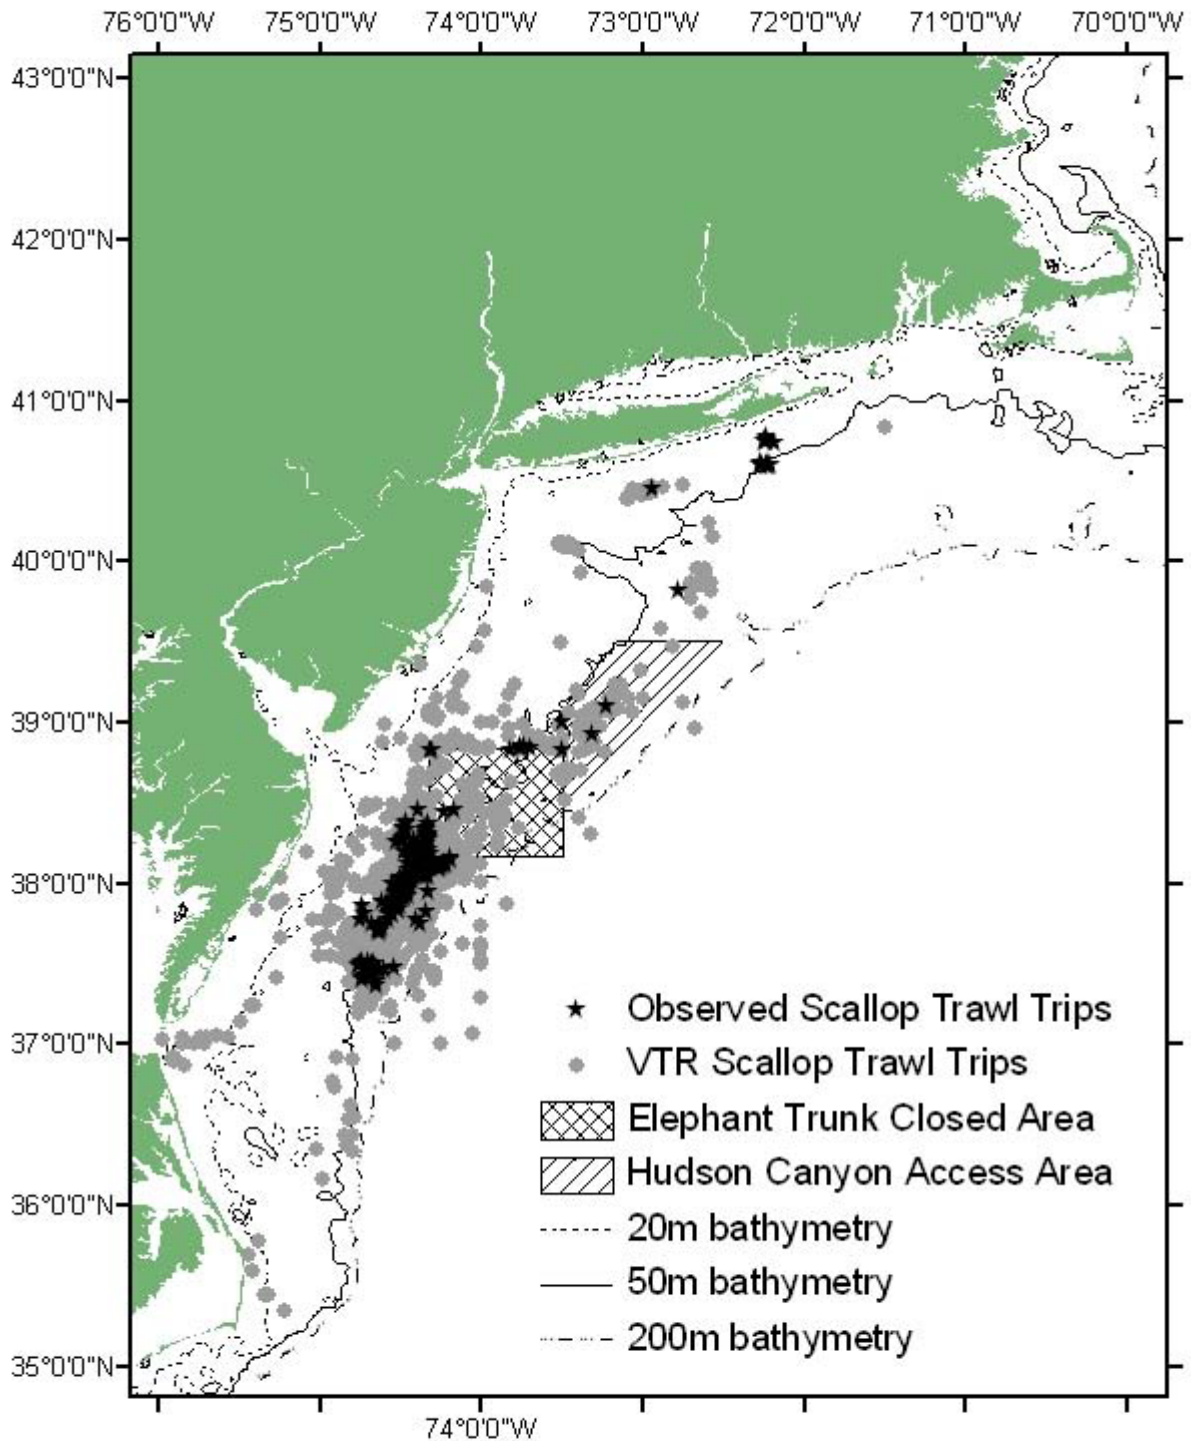 76°0'0"W 75°0'0"W 74°0'0"W 73°0'0"W 72°0'0"W 71°0'0"W 70°0'0"W
43°0'0"N
42°0'0"N
41°0'0"N
40°0'0"N
39°0'0"N
38°0'0"N
37°0'0"N
36°0'0"N
35°0'0"N
Observed Scallop Trawl Trips
VTR Scallop Trawl Trips
Elephant Trunk Closed Area
Hudson Canyon Access Area
20m bathymetry
50m bathymetry
200m bathymetry
74°0'0"W